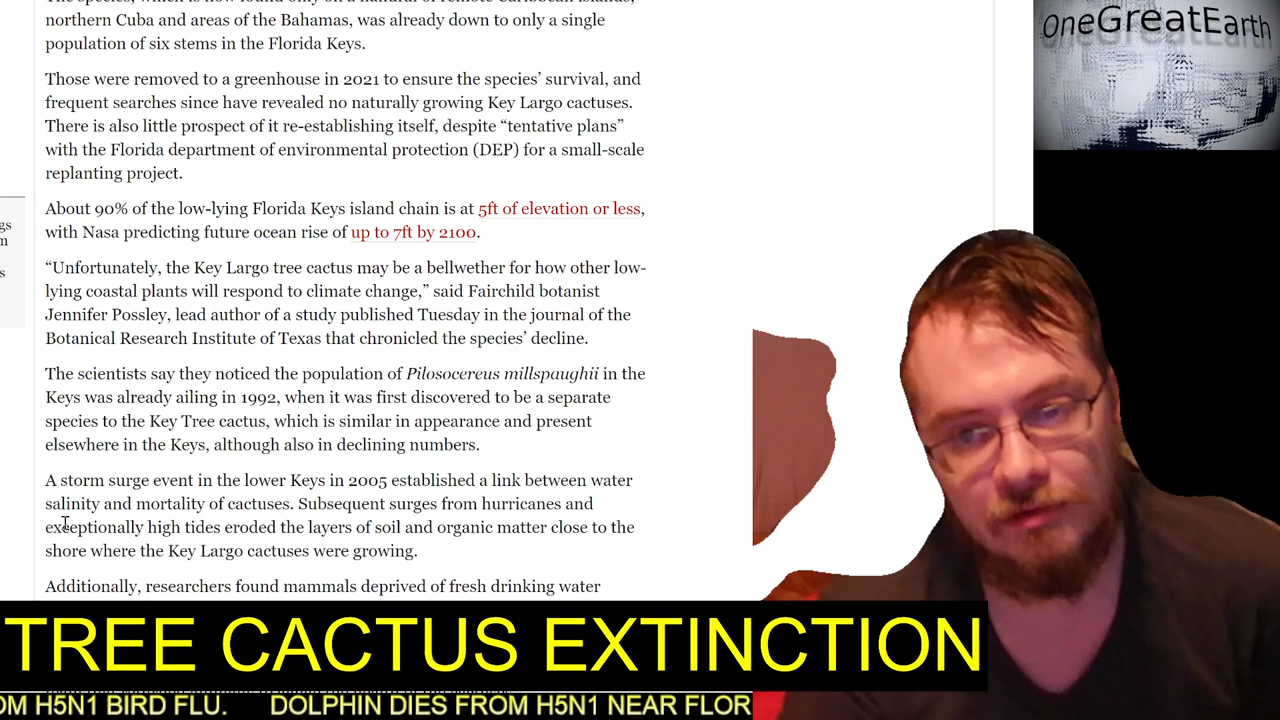 OneGreatEarth
northern Cuba and areas of the Bahamas, was already down to only a single
population of six stems in the Florida Keys.
Those were removed to a greenhouse in 2021 to ensure the species’ survival, and
frequent searches since have revealed no naturally growing Key Largo cactuses.
There is also little prospect of it re-establishing itself, despite “tentative plans”
with the Florida department of environmental protection (DEP) for a small-scale
replanting project.
About 90% of the low-lying Florida Keys island chain is at 5ft of elevation or less,
with Nasa predicting future ocean rise of up to 7ft by 2100.
“Unfortunately, the Key Largo tree cactus may be a bellwether for how other low-
lying coastal plants will respond to climate change,” said Fairchild botanist
Jennifer Possley, lead author of a study published Tuesday in the journal of the
Botanical Research Institute of Texas that chronicled the species’ decline.
The scientists say they noticed the population of Pilosocereus millspaughii in the
Keys was already ailing in 1992, when it was first discovered to be a separate
species to the Key Tree cactus, which is similar in appearance and present
elsewhere in the Keys, although also in declining numbers.
A storm surge event in the lower Keys in 2005 established a link between water
salinity and mortality of cactuses. Subsequent surges from hurricanes and
exceptionally high tides eroded the layers of soil and organic matter close to the
shore where the Key Largo cactuses were growing.
Additionally, researchers found mammals deprived of fresh drinking water
TREE CACTUS EXTINCTION
OM H5N1 BIRD FLU. DOLPHIN DIES FROM H5N1 NEAR FLOR